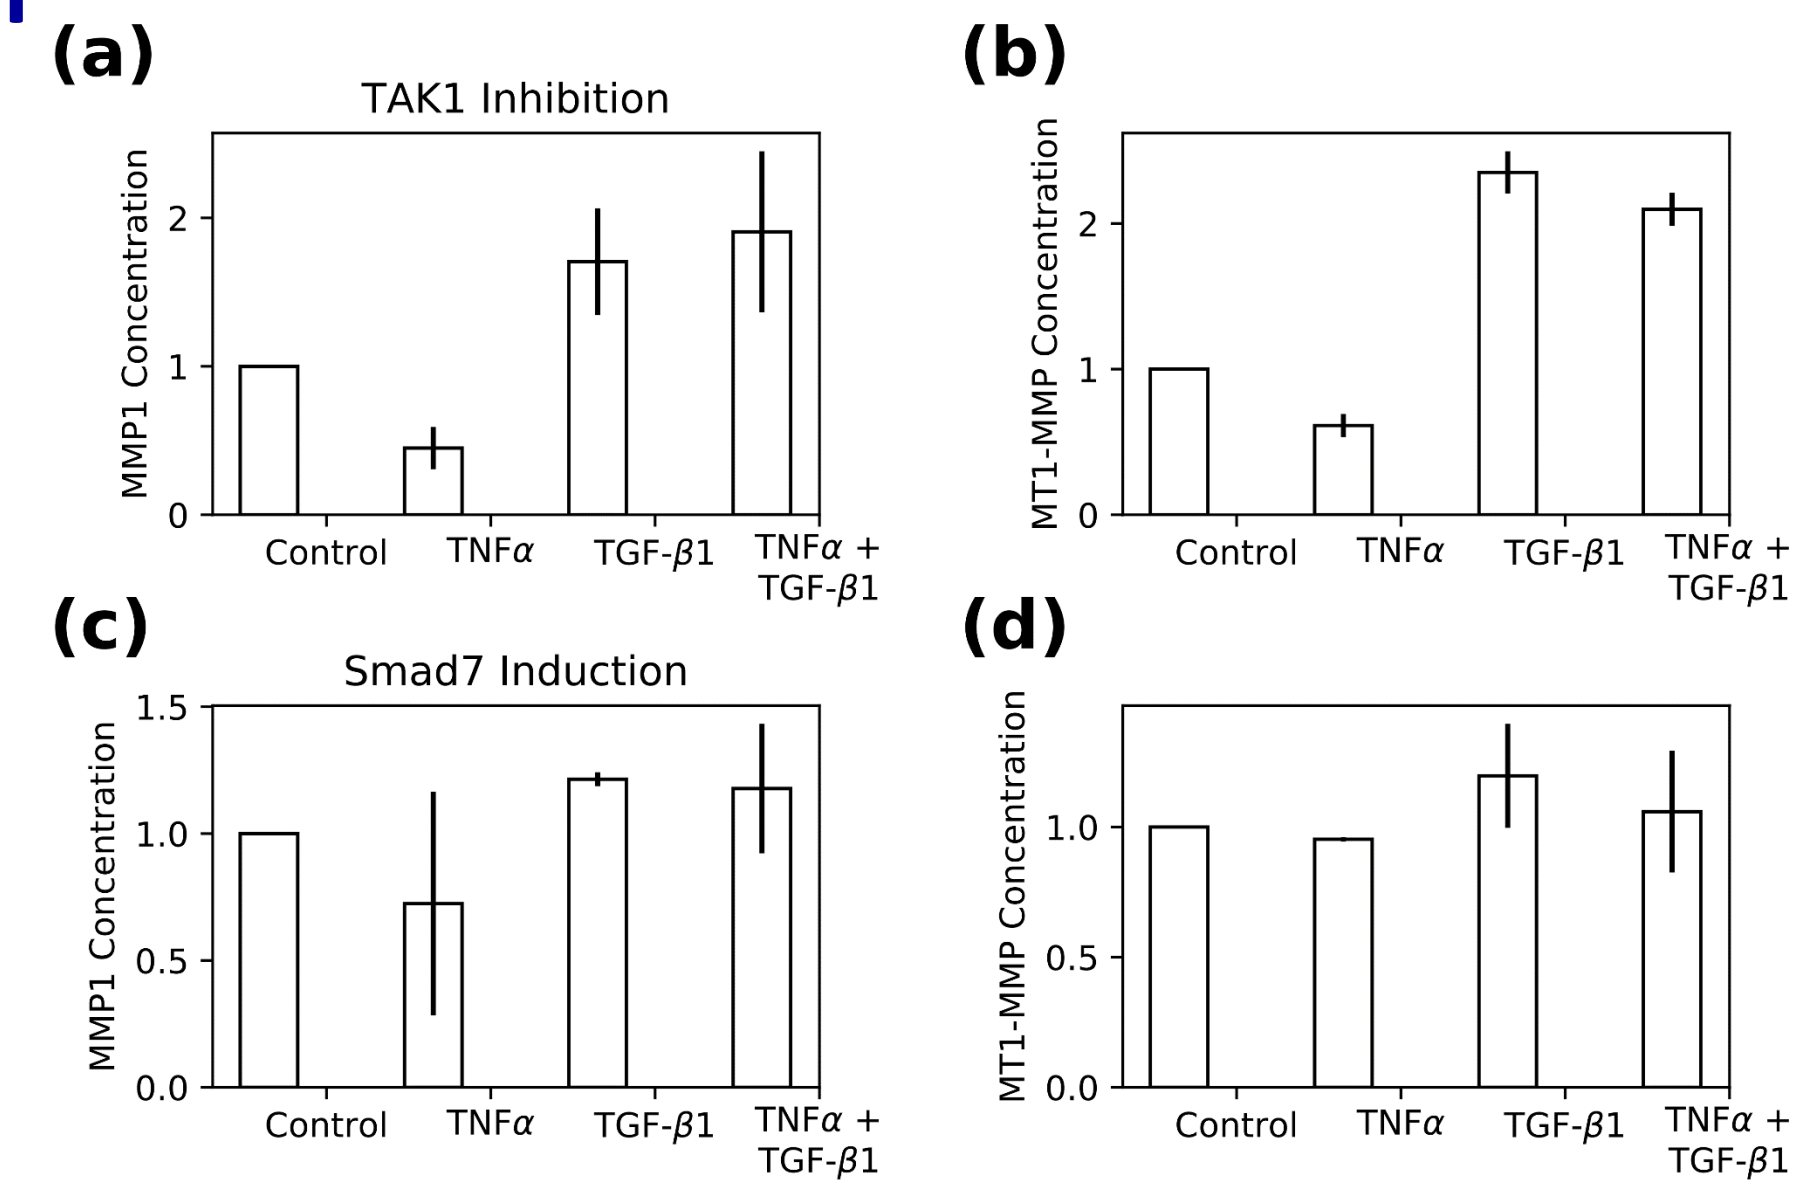 (a)
TAK1 Inhibition
MMP1 Concentration
2
1
0
Control
TNFα
TGF-β1
TNFα +
TGF-β1
(b)
MT1-MMP Concentration
2
1
0
Control
TNFα
TGF-β1
TNFα +
TGF-β1
(c)
Smad7 Induction
MMP1 Concentration
1.5
1.0
0.5
0.0
Control
TNFα
TGF-β1
TNFα +
TGF-β1
(d)
MT1-MMP Concentration
1.0
0.5
0.0
Control
TNFα
TGF-β1
TNFα +
TGF-β1